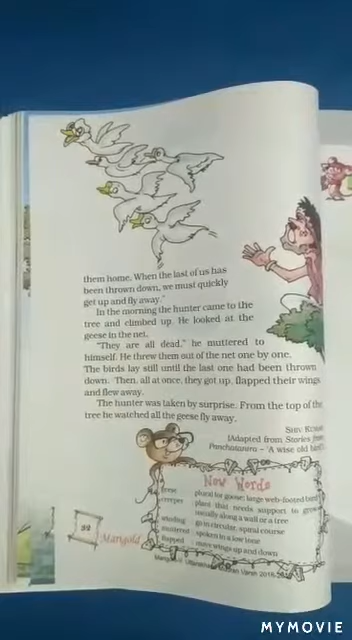 them home. When the last of us has
been thrown down, we must quickly
get up and fly away."
In the morning the hunter came to the
tree and climbed up. He looked at the
geese in the net.
"They are all dead," he muttered to
himself. He threw them out of the net one by one.
The birds lay still until the last one had been thrown
down. Then, all at once, they got up, flapped their wings
and flew away.
The hunter was taken by surprise. From the top of the
tree he watched all the geese fly away.
SHIV KUMAR
[Adapted from Stories from
Panchatantra - 'A wise old bird']
New Words
geese plural for goose; large web-footed bird
creeper plant that needs support to grow
usually along a wall or a tree
winding go in circular, spiral course
muttered spoken in a low tone
flapped move wings up and down
92
Marigold
MYMOVIE